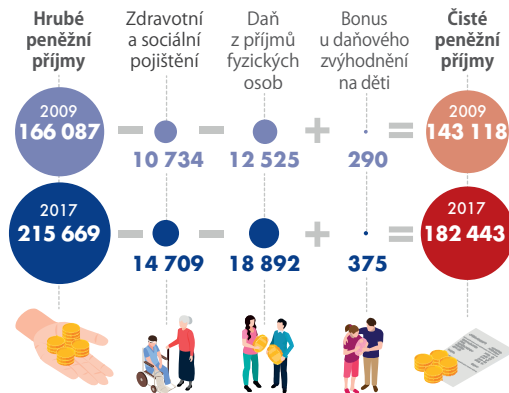 Hrubé
peněžní
příjmy
Zdravotní
a sociální
pojištění
Daň
z příjmů
fyzických
osob
Bonus
u daňového
zvýhodnění
na děti
Čisté
peněžní
příjmy
2009
166 087
10 734
12 525
290
2009
143 118
2017
215 669
14 709
18 892
375
2017
182 443